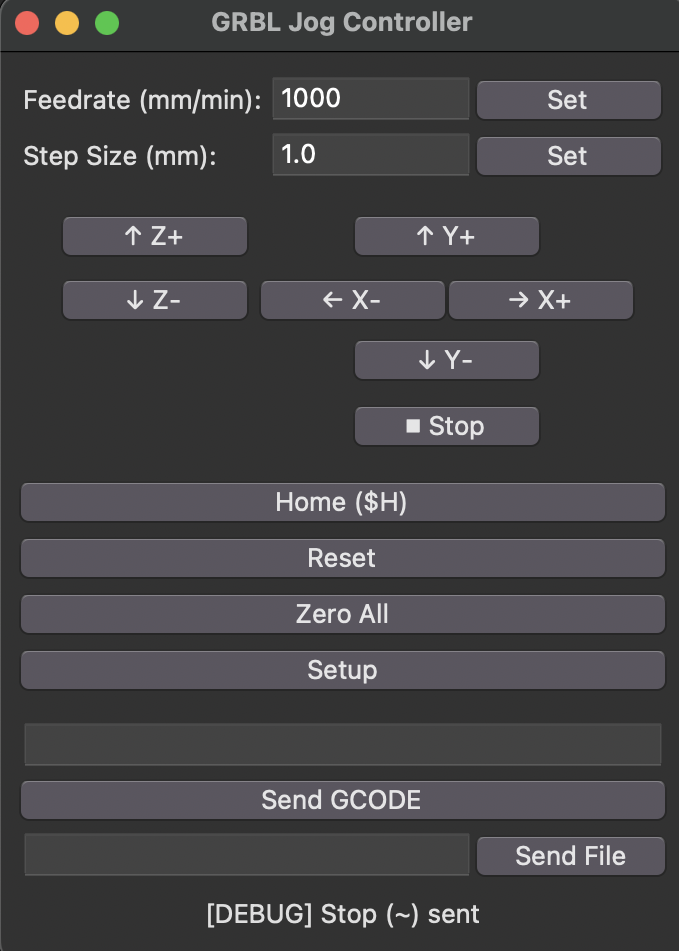 GRBL Jog Controller
Feedrate (mm/min): 1000 Set
Step Size (mm): 1.0 Set
↑ Z+ ↑ Y+
↓ Z- ← X- → X+
↓ Y-
■ Stop
Home ($H)
Reset
Zero All
Setup
Send GCODE
Send File
[DEBUG] Stop (~) sent